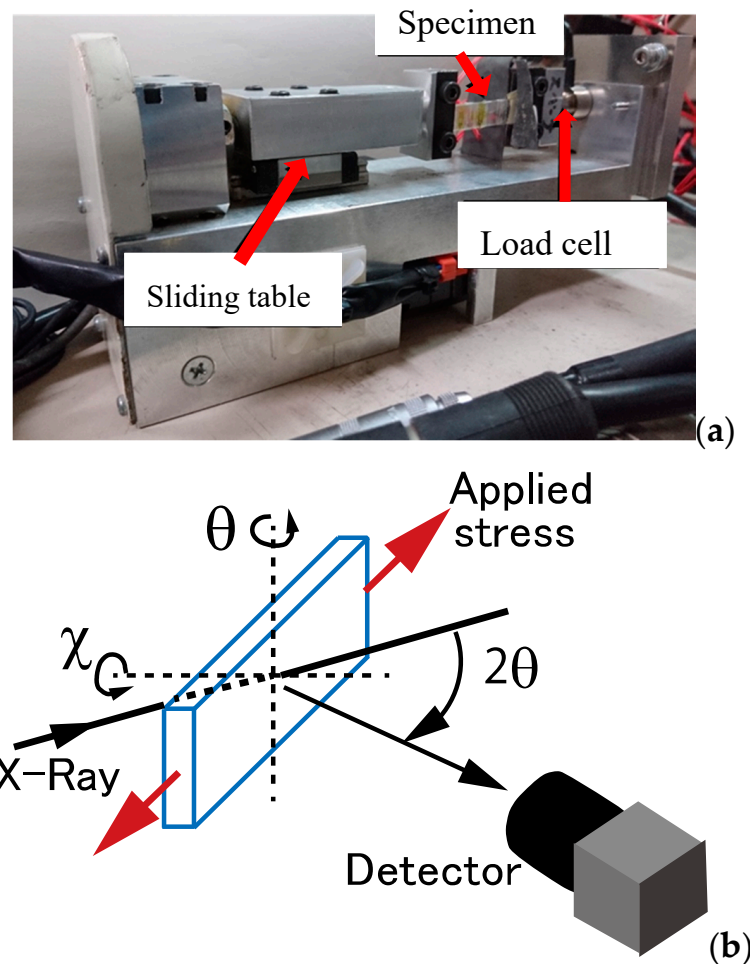 Specimen
Load cell
Sliding table
(a)
Applied
stress
θ
χ
2θ
X-Ray
Detector
(b)